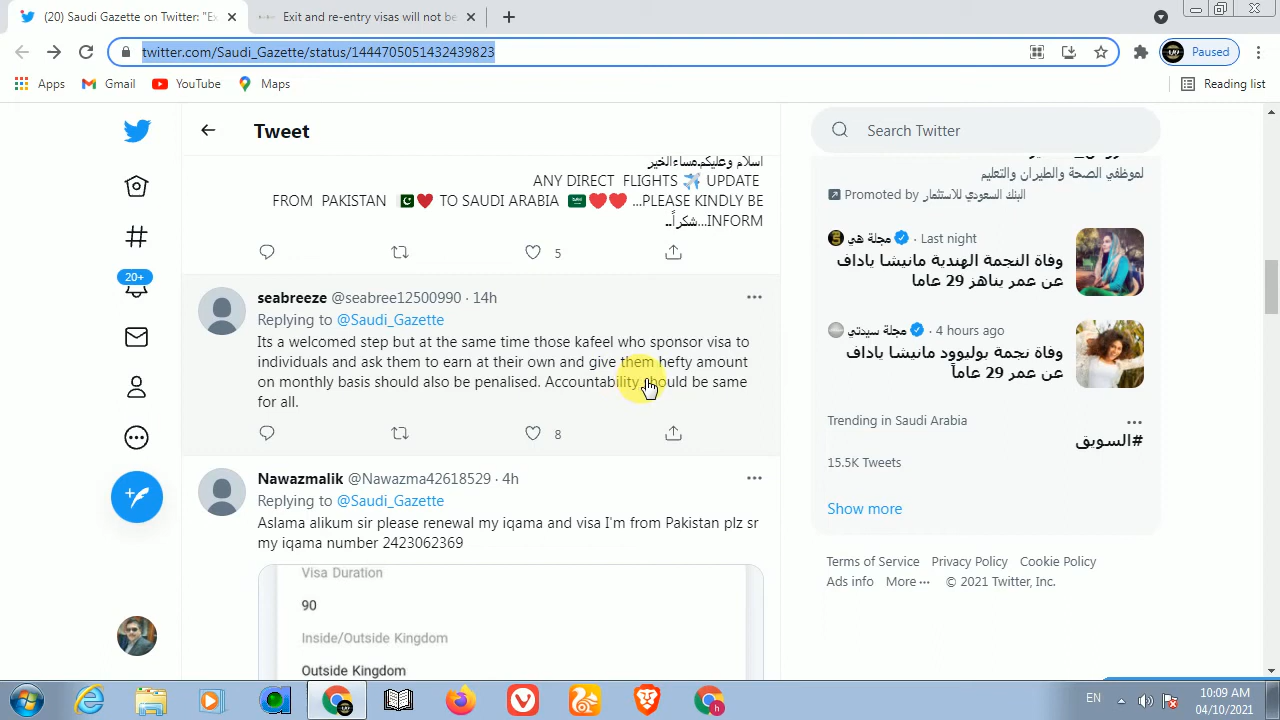 (20) Saudi Gazette on Twitter: "Ex
Exit and re-entry visas will not be
twitter.com/Saudi_Gazette/status/1444705051432439823
Paused
Apps
Gmail
YouTube
Maps
Reading list
Tweet
Search Twitter
اسلام وعليكم.مساءالخير
ANY DIRECT FLIGHTS ✈️ UPDATE
FROM PAKISTAN 🇵🇰❤️ TO SAUDI ARABIA 🇸🇦❤️❤️ ...PLEASE KINDLY BE
INFORM...شكراً..
5
seabreeze @seabree12500990 · 14h
Replying to @Saudi_Gazette
Its a welcomed step but at the same time those kafeel who sponsor visa to
individuals and ask them to earn at their own and give them hefty amount
on monthly basis should also be penalised. Accountability should be same
for all.
8
Nawazmalik @Nawazma42618529 · 4h
Replying to @Saudi_Gazette
Aslama alikum sir please renewal my iqama and visa I'm from Pakistan plz sr
my iqama number 2423062369
Visa Duration
90
Inside/Outside Kingdom
Outside Kingdom
20+
لموظفي الصحة والطيران والتعليم
Promoted by البنك السعودي للاستثمار
مجلة هي · Last night
وفاة النجمة الهندية مانيشا ياداف
عن عمر يناهز 29 عاما
مجلة سيدتي · 4 hours ago
وفاة نجمة بوليوود مانيشا ياداف
عن عمر 29 عاماً
Trending in Saudi Arabia
#السويق
15.5K Tweets
Show more
Terms of Service Privacy Policy Cookie Policy
Ads info More ··· © 2021 Twitter, Inc.
EN
10:09 AM
04/10/2021